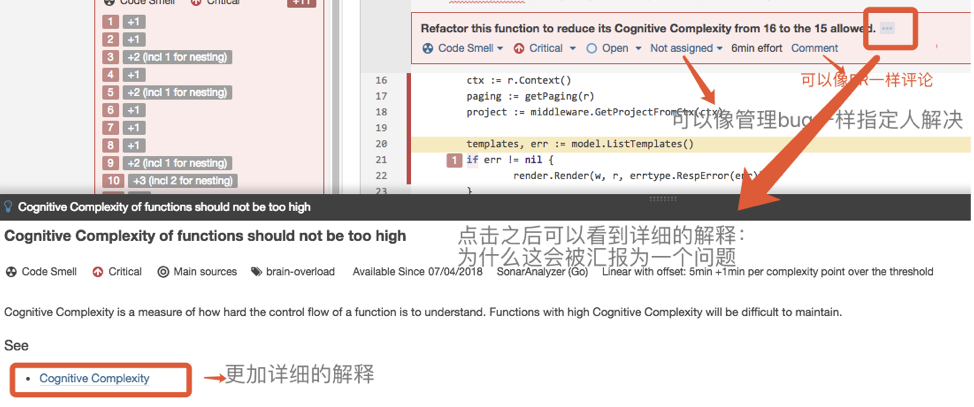 Code Smell Critical +11
1 +1
2 +1
3 +2 (incl 1 for nesting)
4 +1
5 +2 (incl 1 for nesting)
6 +1
7 +1
8 +1
9 +2 (incl 1 for nesting)
10 +3 (incl 2 for nesting)
Refactor this function to reduce its Cognitive Complexity from 16 to the 15 allowed. ...
Code Smell Critical Open Not assigned 6min effort Comment
可以像PR一样评论
可以像管理bug一样指定人解决
16 ctx := r.Context()
17 paging := getPaging(r)
18 project := middleware.GetProjectFromCtx(ctx)
19
20 templates, err := model.ListTemplates()
21 1 if err != nil {
22 render.Render(w, r, errtype.RespError(err))
23 }
Cognitive Complexity of functions should not be too high
Cognitive Complexity of functions should not be too high
点击之后可以看到详细的解释：
为什么这会被汇报为一个问题
Code Smell Critical Main sources brain-overload Available Since 07/04/2018 SonarAnalyzer (Go) Linear with offset: 5min +1min per complexity point over the threshold
Cognitive Complexity is a measure of how hard the control flow of a function is to understand. Functions with high Cognitive Complexity will be difficult to maintain.
See
• Cognitive Complexity
更加详细的解释